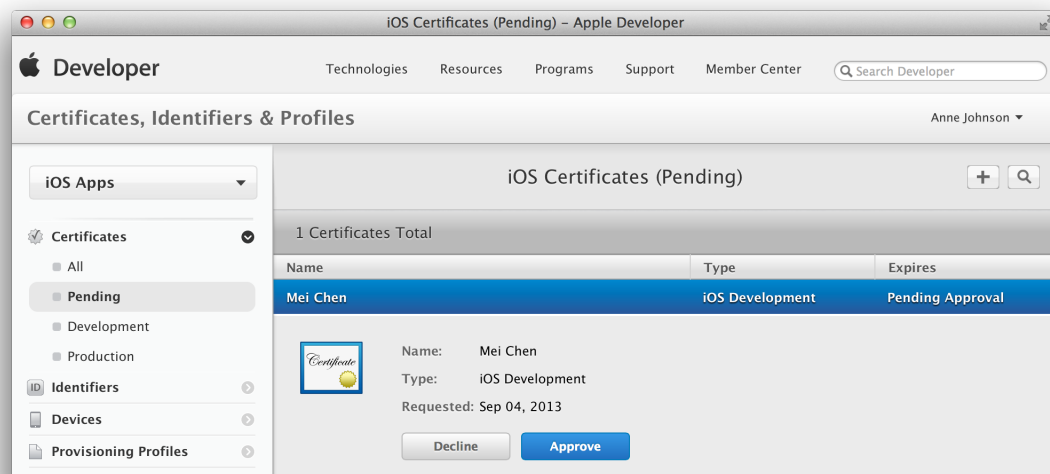 iOS Certificates (Pending) – Apple Developer
Developer
Technologies Resources Programs Support Member Center Search Developer
Certificates, Identifiers & Profiles
Anne Johnson
iOS Apps
iOS Certificates (Pending)
Certificates
1 Certificates Total
All
Name Type Expires
Pending
Mei Chen iOS Development Pending Approval
Development
Production
Certificate
Name: Mei Chen
Type: iOS Development
Requested: Sep 04, 2013
ID Identifiers
Devices
Provisioning Profiles
Decline Approve